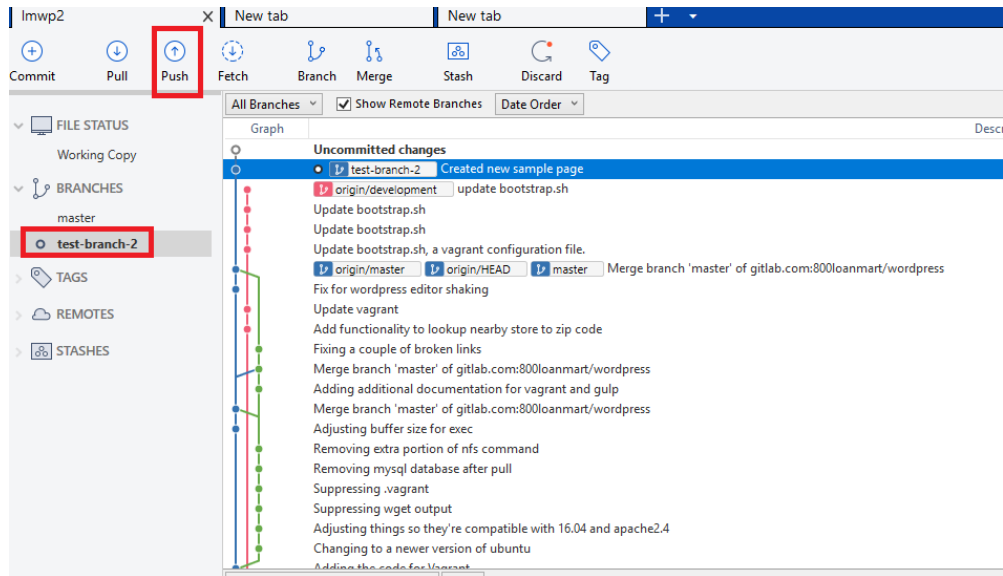 lmwp2 X New tab New tab +
Commit Pull Push Fetch Branch Merge Stash Discard Tag
All Branches Show Remote Branches Date Order
FILE STATUS
Working Copy
BRANCHES
master
test-branch-2
TAGS
REMOTES
STASHES
Graph
Uncommitted changes
test-branch-2 Created new sample page
origin/development update bootstrap.sh
Update bootstrap.sh
Update bootstrap.sh
Update bootstrap.sh, a vagrant configuration file.
origin/master origin/HEAD master Merge branch 'master' of gitlab.com:800loanmart/wordpress
Fix for wordpress editor shaking
Update vagrant
Add functionality to lookup nearby store to zip code
Fixing a couple of broken links
Merge branch 'master' of gitlab.com:800loanmart/wordpress
Adding additional documentation for vagrant and gulp
Merge branch 'master' of gitlab.com:800loanmart/wordpress
Adjusting buffer size for exec
Removing extra portion of nfs command
Removing mysql database after pull
Suppressing .vagrant
Suppressing wget output
Adjusting things so they're compatible with 16.04 and apache2.4
Changing to a newer version of ubuntu
Adding the code for Vagrant